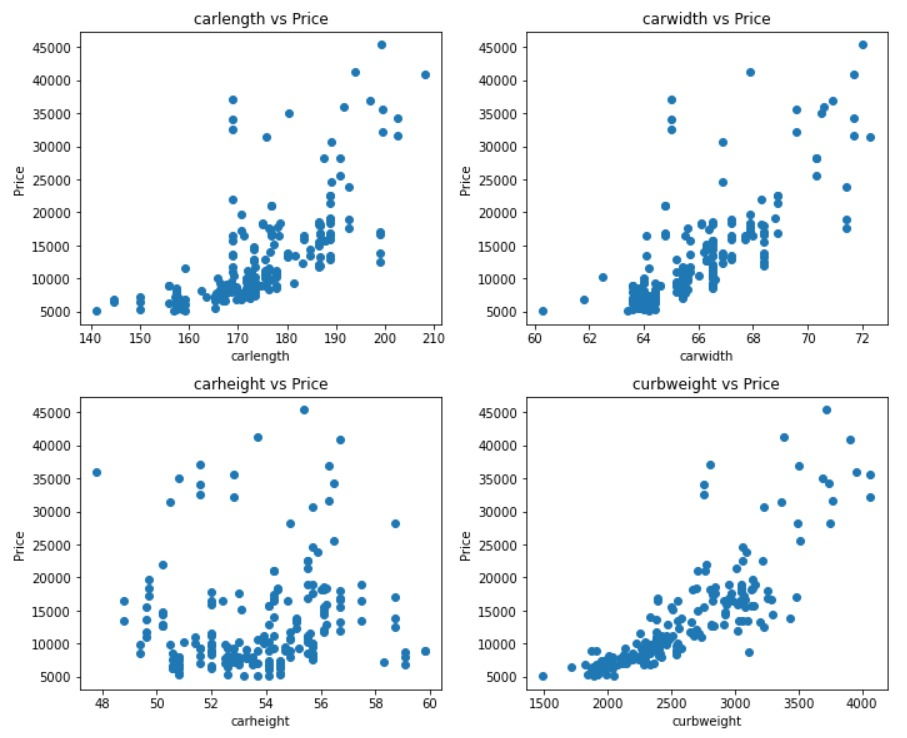 carlength vs Price
45000
40000
35000
30000
25000
20000
15000
10000
5000
Price
140 150 160 170 180 190 200 210
carlength
carwidth vs Price
45000
40000
35000
30000
25000
20000
15000
10000
5000
Price
60 62 64 66 68 70 72
carwidth
carheight vs Price
45000
40000
35000
30000
25000
20000
15000
10000
5000
Price
48 50 52 54 56 58 60
carheight
curbweight vs Price
45000
40000
35000
30000
25000
20000
15000
10000
5000
Price
1500 2000 2500 3000 3500 4000
curbweight